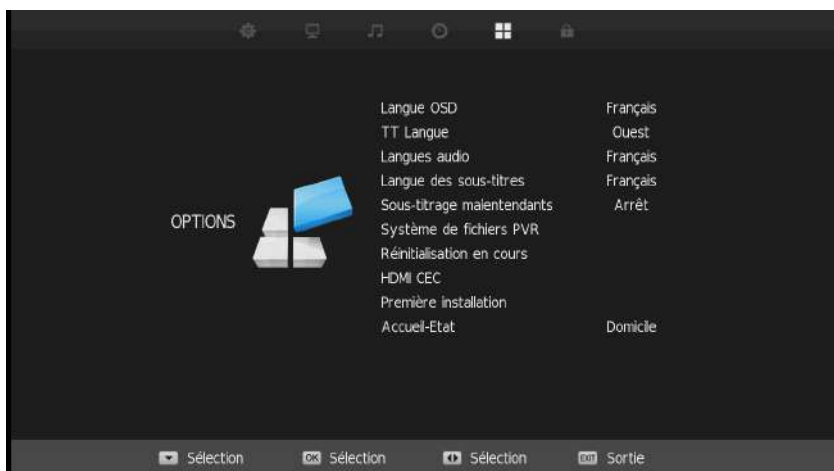 Langue OSD Français
TT Langue Ouest
Langues audio Français
Langue des sous-titres Français
Sous-titrage malentendants Arrêt
OPTIONS
Système de fichiers PVR
Réinitialisation en cours
HDMI CEC
Première installation
Accueil-Etat Domicile
Sélection OK Sélection Sélection EXIT Sortie